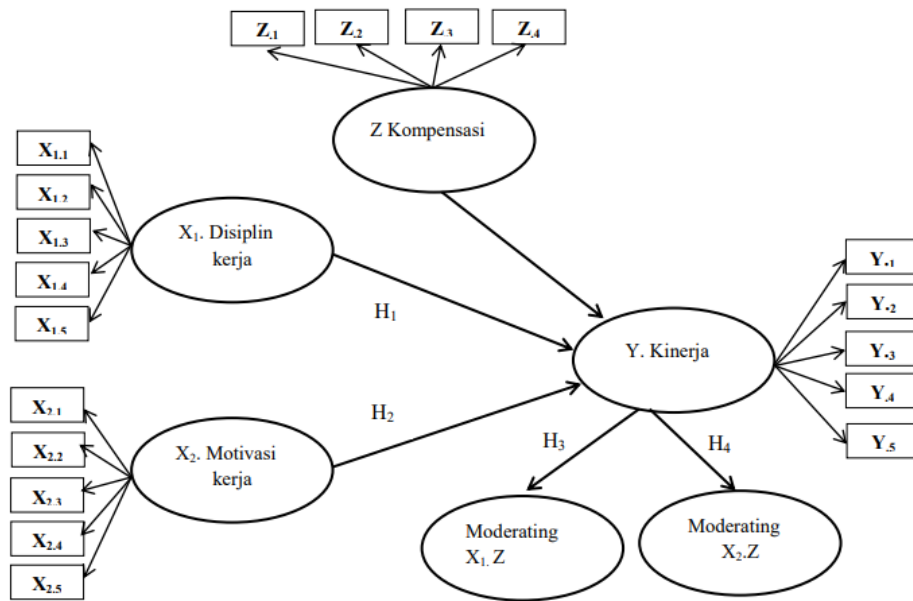 Z.1
Z.2
Z.3
Z.4
Z Kompensasi
X1.1
X1.2
X1.3
X1.4
X1.5
X1. Disiplin
kerja
H1
Y. Kinerja
Y.1
Y.2
Y.3
Y.4
Y.5
X2.1
X2.2
X2.3
X2.4
X2.5
X2. Motivasi
kerja
H2
H3
H4
Moderating
X1. Z
Moderating
X2.Z